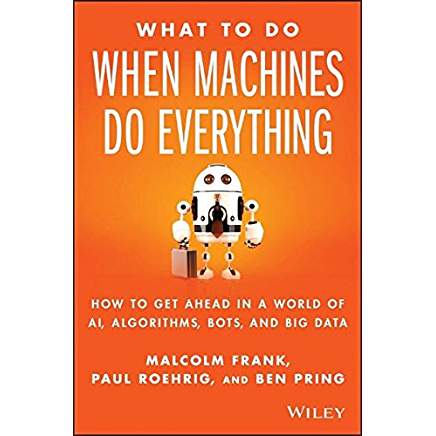 WHAT TO DO
WHEN MACHINES
DO EVERYTHING
HOW TO GET AHEAD IN A WORLD OF
AI, ALGORITHMS, BOTS, AND BIG DATA
MALCOLM FRANK,
PAUL ROEHRIG, AND BEN PRING
WILEY